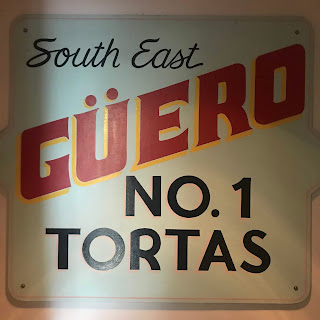 South East
GÜERO
NO. 1
TORTAS